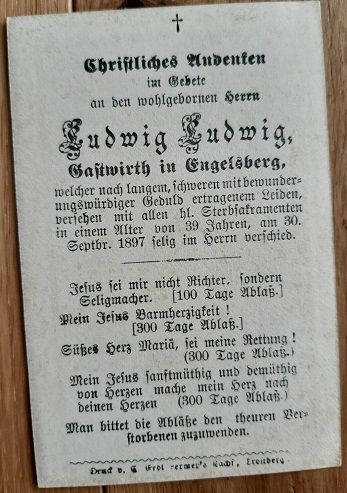 Christliches Andenken
im Gebete
an den wohlgebornen Herrn
Ludwig Ludwig,
Gastwirth in Engelsberg,
welcher nach langem, schweren mit bewunder-
ungswürdiger Geduld ertragenem Leiden,
versehen mit allen hl. Sterbsakramenten
in einem Alter von 39 Jahren, am 30.
Septbr. 1897 selig im Herrn verschied.
Jesus sei mir nicht Richter, sondern
Seligmacher. [100 Tage Ablaß.]
Mein Jesus Barmherzigkeit !
[300 Tage Ablaß.]
Süßes Herz Mariä, sei meine Rettung !
(300 Tage Ablaß.)
Mein Jesus sanftmüthig und demüthig
von Herzen mache mein Herz nach
deinen Herzen (300 Tage Ablaß.)
Man bittet die Abläße den theuren Ver-
storbenen zuzuwenden.
Druck v. Nachf., Trostberg.